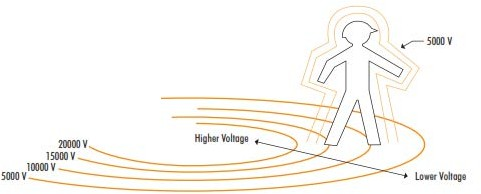 5000 V
Higher Voltage
20000 V
15000 V
10000 V
5000 V
Lower Voltage